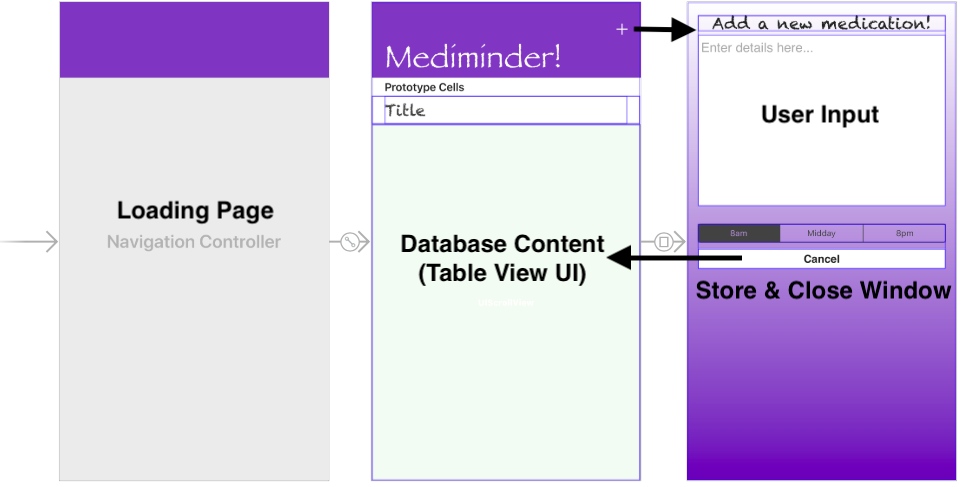 Loading Page
Navigation Controller
Mediminder!
Prototype Cells
Title
Database Content
(Table View UI)
Add a new medication!
Enter details here...
User Input
8am
Midday
8pm
Cancel
Store & Close Window